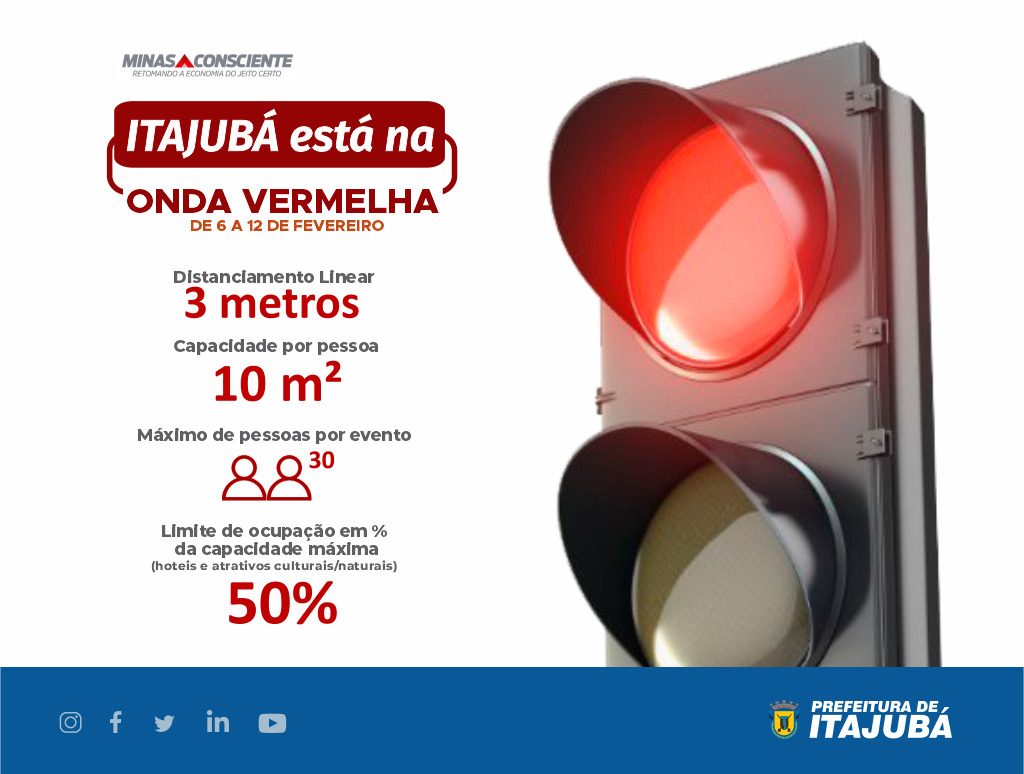 MINAS CONSCIENTE
RETOMANDO A ECONOMIA DO JEITO CERTO
ITAJUBÁ está na
ONDA VERMELHA
DE 6 A 12 DE FEVEREIRO
Distanciamento Linear
3 metros
Capacidade por pessoa
10 m²
Máximo de pessoas por evento
30
Limite de ocupação em %
da capacidade máxima
(hoteis e atrativos culturais/naturais)
50%
PREFEITURA DE
ITAJUBÁ